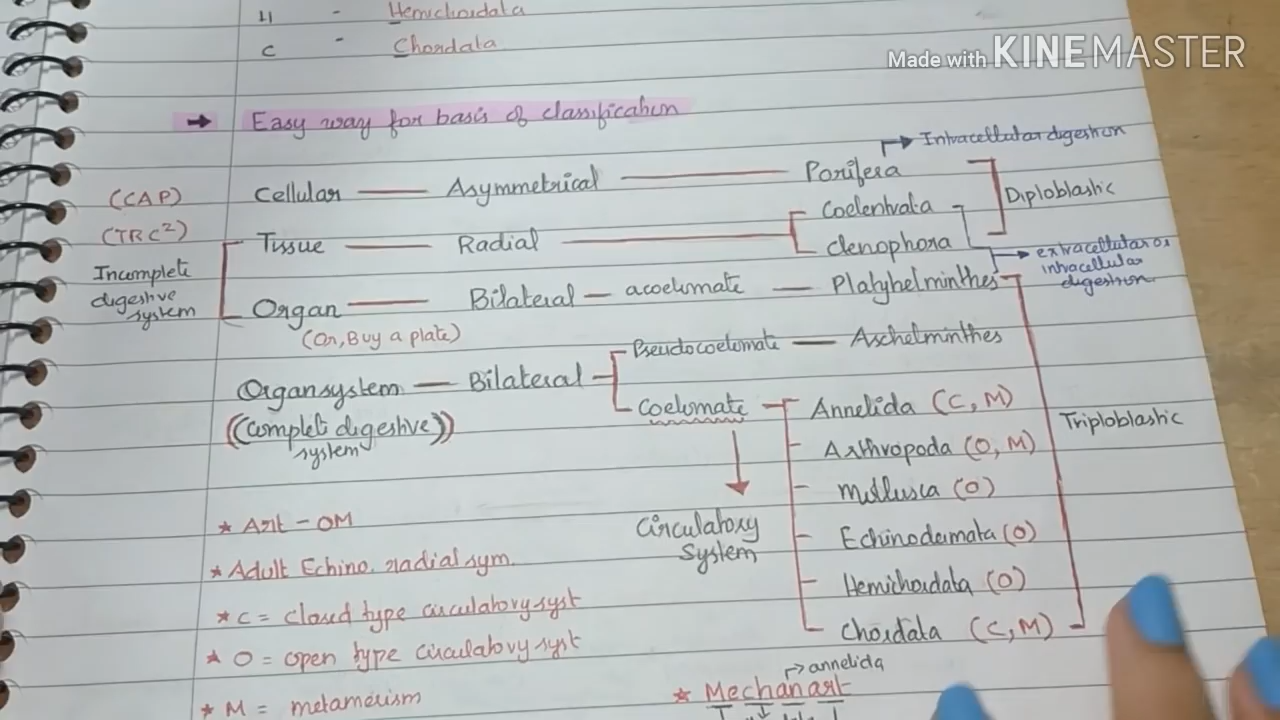 H - Hemichordata
C - Chordata
Made with KINEMASTER
→ Easy way for basis of classification
Intracellular digestion
(CAP) Cellular — Asymmetrical — Porifera
Diploblastic
(TRC²) Tissue — Radial — Coelentrata
Ctenophora
extracellular or intracellular digestion
Incomplete digestive system
Organ — Bilateral — acoelomate — Platyhelminthes
(Or, Buy a plate)
Pseudocoelomate — Aschelminthes
Organsystem — Bilateral
((Complete digestive system))
Coelomate
Annelida (C, M)
Triploblastic
Arthropoda (O, M)
Mollusca (O)
Circulatory System
Echinodermata (O)
Hemichordata (O)
Chordata (C, M)
* Art - OM
* Adult Echino. radial sym.
* C = closed type circulatory syst
* O = open type circulatory syst
* M = metamerism
annelida
* Mechanart